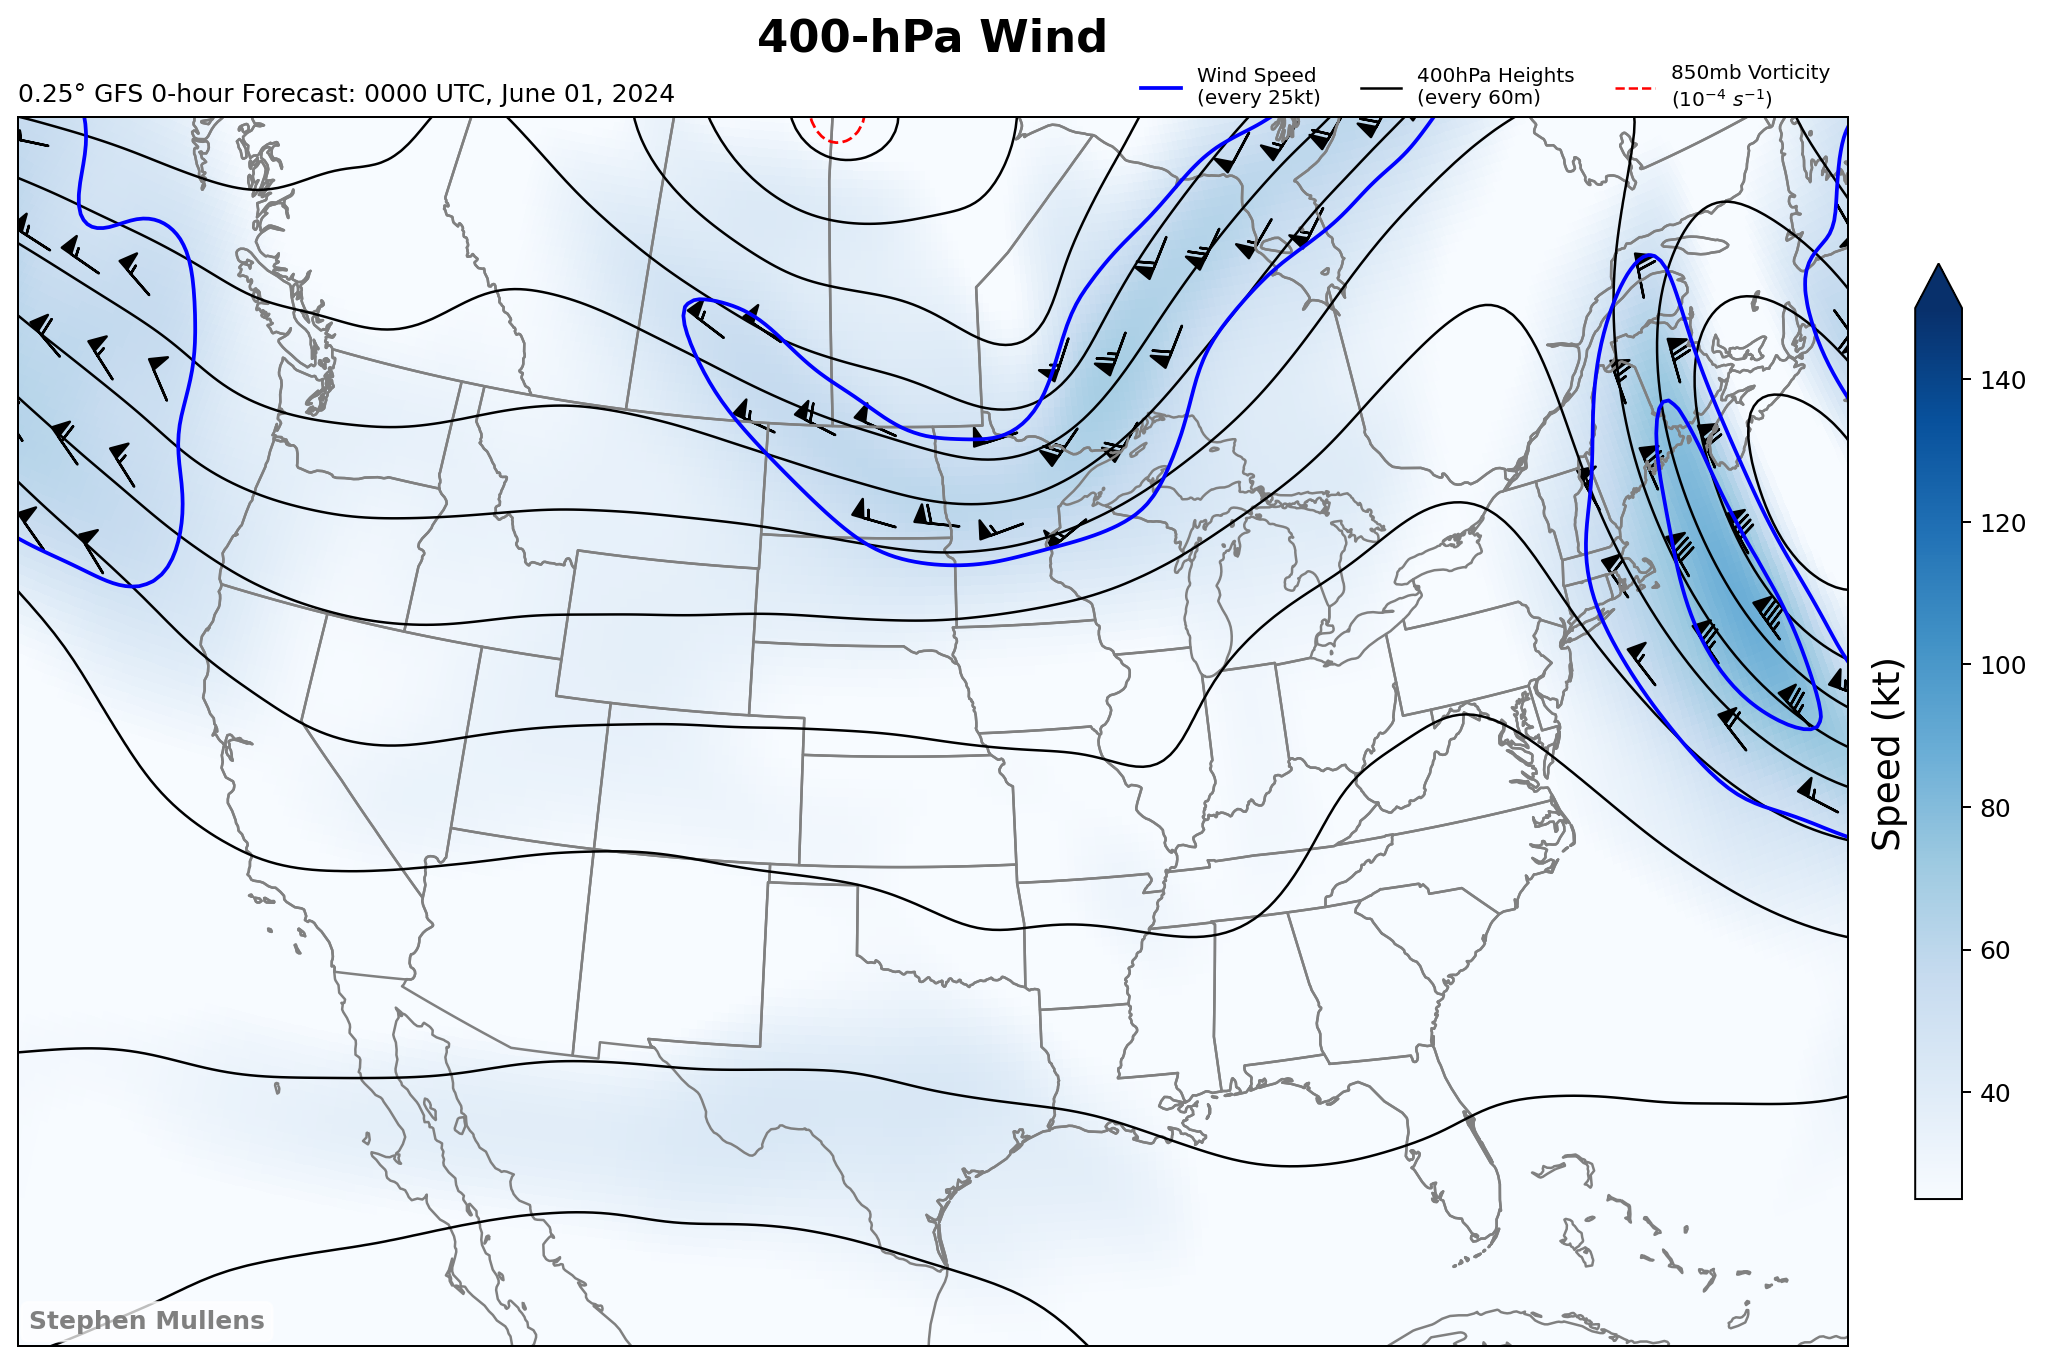 400-hPa Wind
0.25° GFS 0-hour Forecast: 0000 UTC, June 01, 2024
Wind Speed
(every 25kt)
400hPa Heights
(every 60m)
850mb Vorticity
(10⁻⁴ s⁻¹)
140
120
100
80
60
40
Speed (kt)
Stephen Mullens